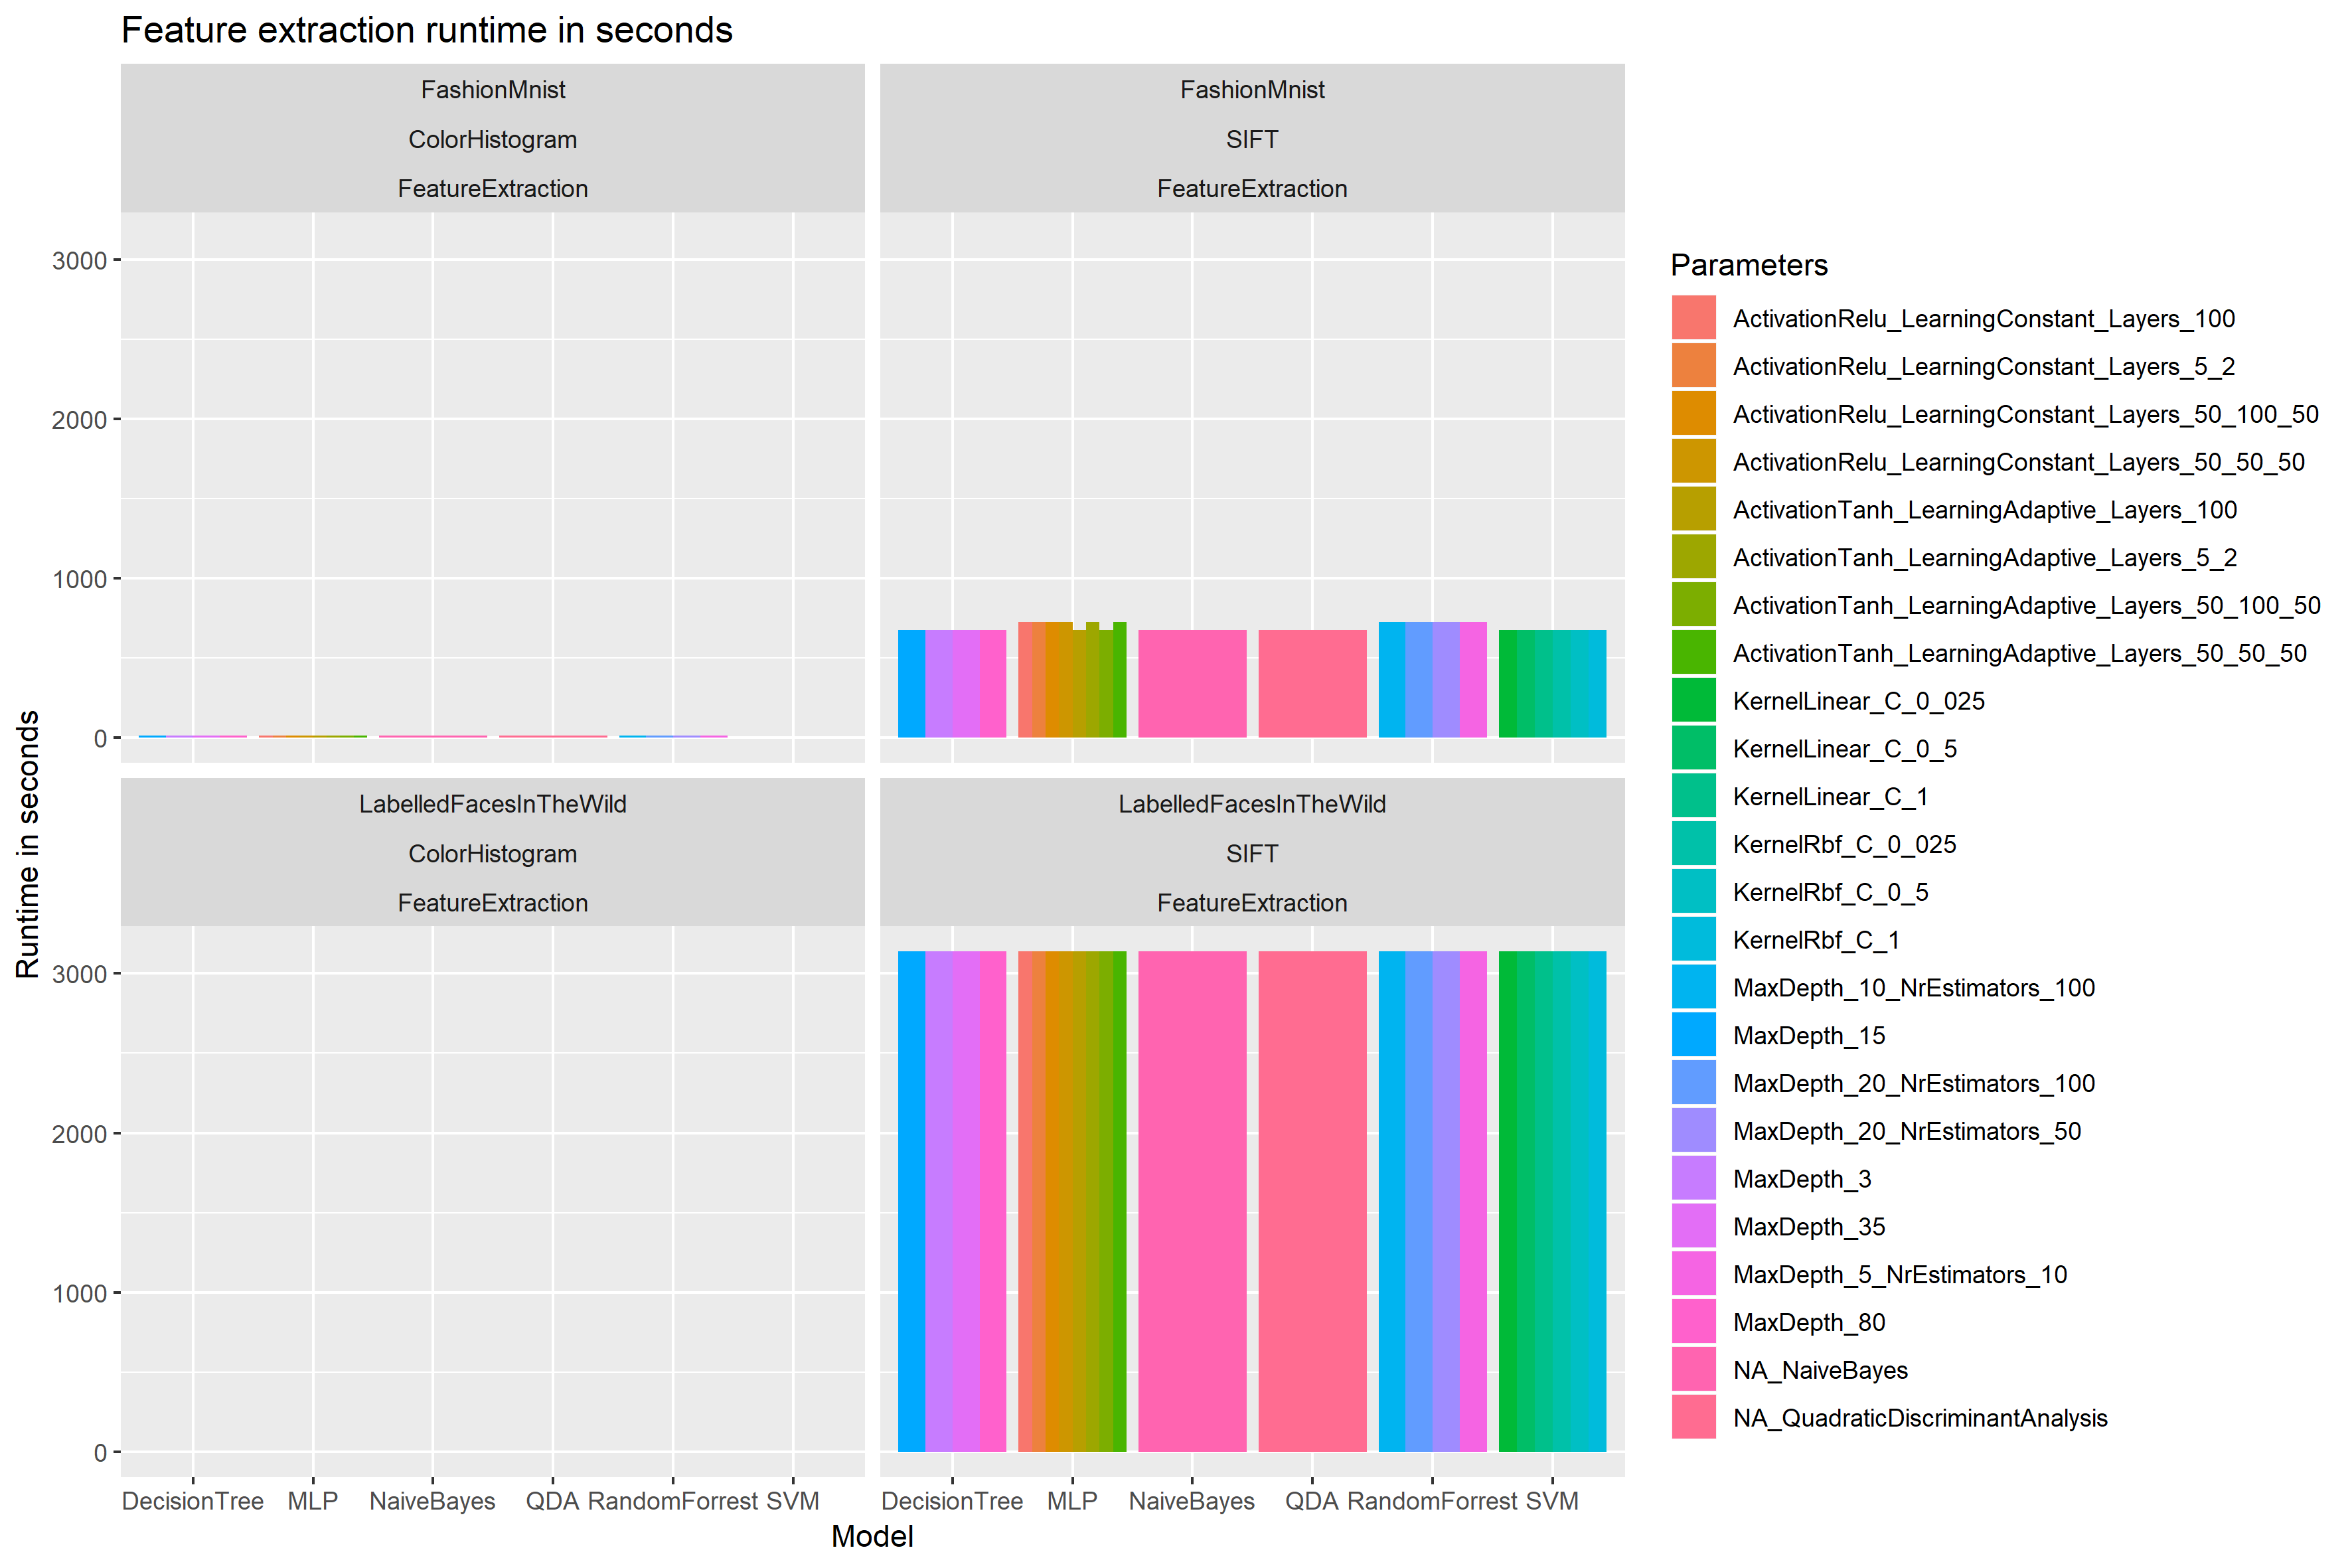 Feature extraction runtime in seconds
FashionMnist
ColorHistogram
FeatureExtraction
FashionMnist
SIFT
FeatureExtraction
3000
2000
1000
0
LabelledFacesInTheWild
ColorHistogram
FeatureExtraction
LabelledFacesInTheWild
SIFT
FeatureExtraction
3000
2000
1000
0
Runtime in seconds
DecisionTree MLP NaiveBayes QDA RandomForrest SVM
DecisionTree MLP NaiveBayes QDA RandomForrest SVM
Model
Parameters
ActivationRelu_LearningConstant_Layers_100
ActivationRelu_LearningConstant_Layers_5_2
ActivationRelu_LearningConstant_Layers_50_100_50
ActivationRelu_LearningConstant_Layers_50_50_50
ActivationTanh_LearningAdaptive_Layers_100
ActivationTanh_LearningAdaptive_Layers_5_2
ActivationTanh_LearningAdaptive_Layers_50_100_50
ActivationTanh_LearningAdaptive_Layers_50_50_50
KernelLinear_C_0_025
KernelLinear_C_0_5
KernelLinear_C_1
KernelRbf_C_0_025
KernelRbf_C_0_5
KernelRbf_C_1
MaxDepth_10_NrEstimators_100
MaxDepth_15
MaxDepth_20_NrEstimators_100
MaxDepth_20_NrEstimators_50
MaxDepth_3
MaxDepth_35
MaxDepth_5_NrEstimators_10
MaxDepth_80
NA_NaiveBayes
NA_QuadraticDiscriminantAnalysis